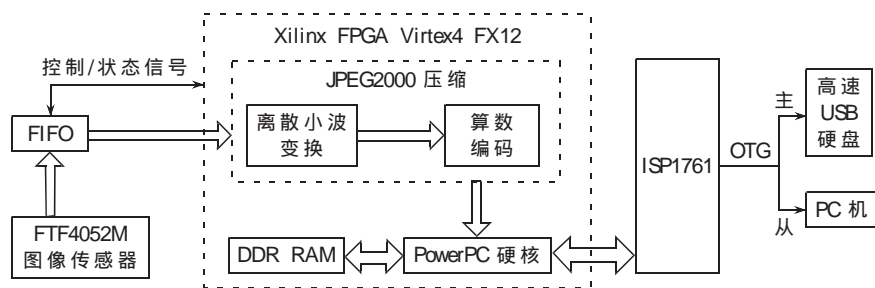 Xilinx FPGA Virtex4 FX12
控制/状态信号
JPEG2000 压缩
FIFO
离散小波
变换
算数
编码
ISP1761
OTG
主
高速
USB
硬盘
从
PC 机
FTF4052M
图像传感器
DDR RAM
PowerPC 硬核